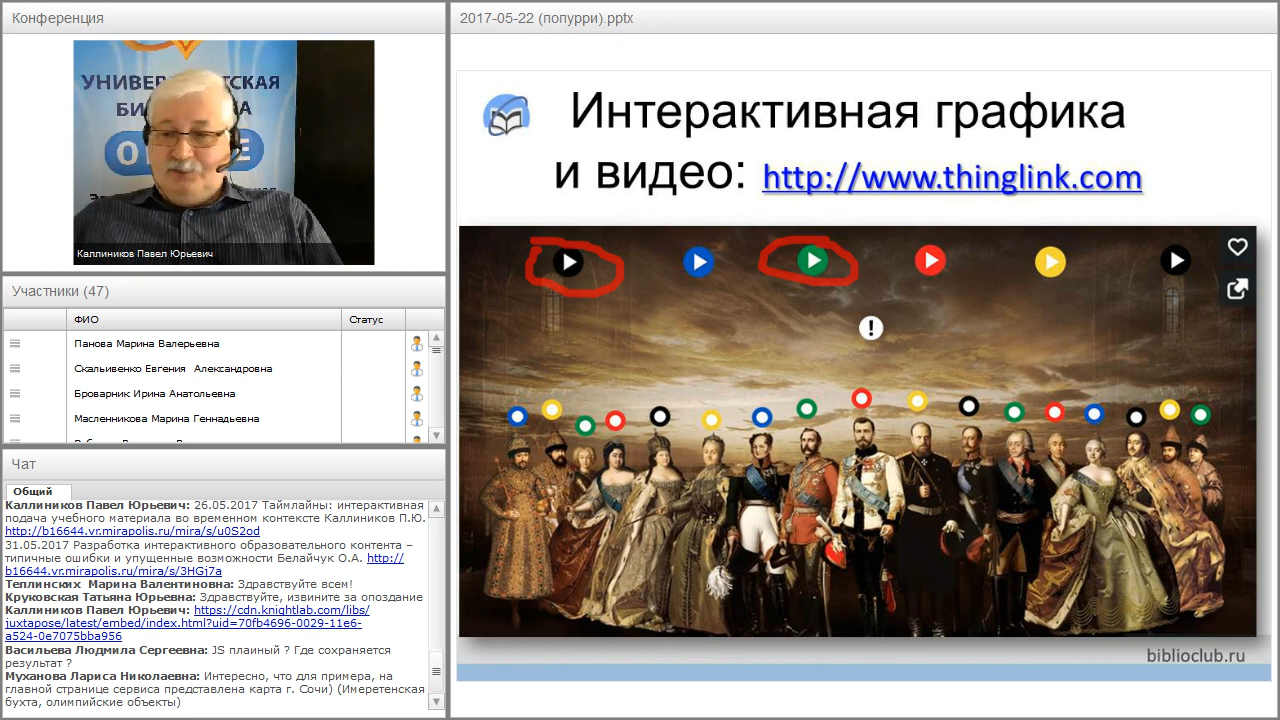 Конференция
УНИВЕР ТСКАЯ
Каллиников Павел Юрьевич
Участники (47)
ФИО
Статус
Панова Марина Валерьевна
Скальивенко Евгения Александровна
Броварник Ирина Анатольевна
Масленникова Марина Геннадьевна
Чат
Общий
Каллиников Павел Юрьевич: 26.05.2017 Таймлайны: интерактивная
подача учебного материала во временном контексте Каллиников П.Ю.
http://b16644.vr.mirapolis.ru/mira/s/u0S2od
31.05.2017 Разработка интерактивного образовательного контента –
типичные ошибки и упущенные возможности Белайчук О.А. http://
b16644.vr.mirapolis.ru/mira/s/3HGj7a
Теплинских Марина Валентиновна: Здравствуйте всем!
Круковская Татьяна Юрьевна: Здравствуйте, извините за опоздание
Каллиников Павел Юрьевич: https://cdn.knightlab.com/libs/
juxtapose/latest/embed/index.html?uid=70fb4696-0029-11e6-
a524-0e7075bba956
Васильева Людмила Сергеевна: JS плаиный ? Где сохраняется
результат ?
Муханова Лариса Николаевна: Интересно, что для примера, на
главной странице сервиса представлена карта г. Сочи) (Имеретенская
бухта, олимпийские объекты)
2017-05-22 (попурри).pptx
Интерактивная графика
и видео: http://www.thinglink.com
biblioclub.ru